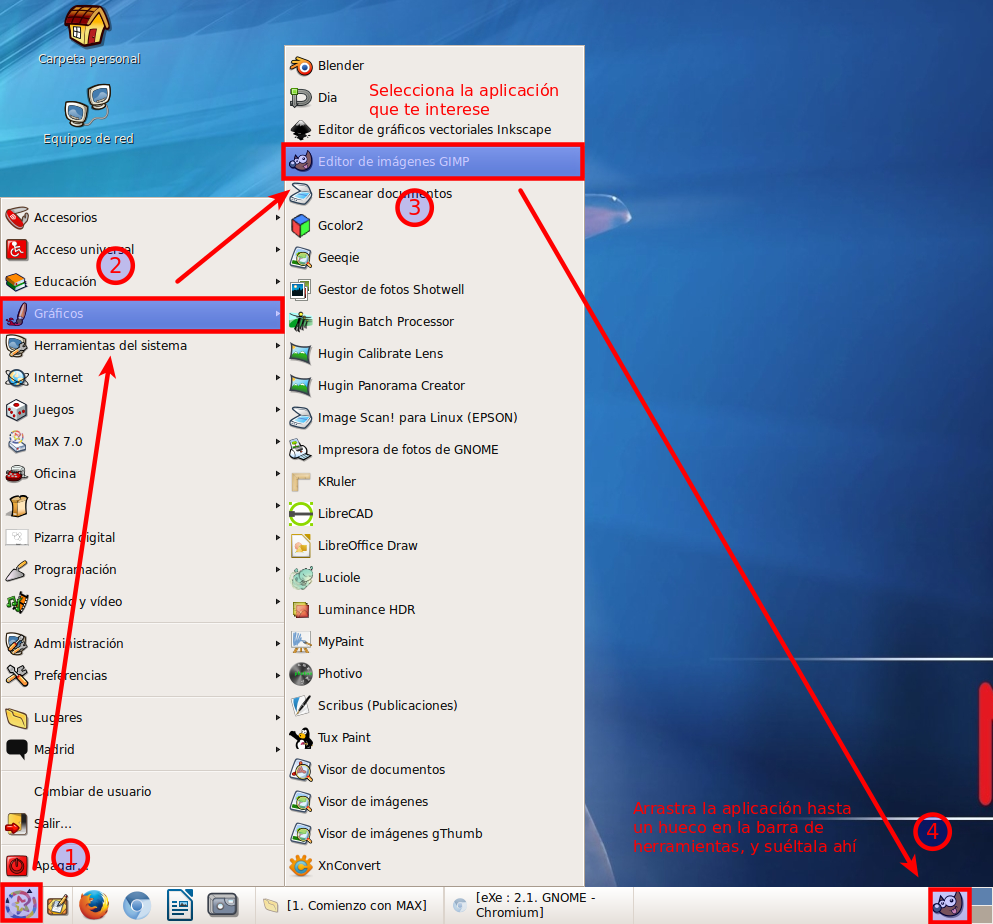 Carpeta personal
Equipos de red
Accesorios
Acceso universal
2
Educación
Gráficos
Herramientas del sistema
Internet
Juegos
MaX 7.0
Oficina
Otras
Pizarra digital
Programación
Sonido y vídeo
Administración
Preferencias
Lugares
Madrid
Cambiar de usuario
Salir...
Apagar...
1
Blender
Dia
Selecciona la aplicación
que te interese
Editor de gráficos vectoriales Inkscape
Editor de imágenes GIMP
Escanear documentos
3
Gcolor2
Geeqie
Gestor de fotos Shotwell
Hugin Batch Processor
Hugin Calibrate Lens
Hugin Panorama Creator
Image Scan! para Linux (EPSON)
Impresora de fotos de GNOME
KRuler
LibreCAD
LibreOffice Draw
Luciole
Luminance HDR
MyPaint
Photivo
Scribus (Publicaciones)
Tux Paint
Visor de documentos
Visor de imágenes
Visor de imágenes gThumb
XnConvert
Arrastra la aplicación hasta
un hueco en la barra de
herramientas, y suéltala ahí
4
[1. Comienzo con MAX]
[eXe : 2.1. GNOME -
Chromium]